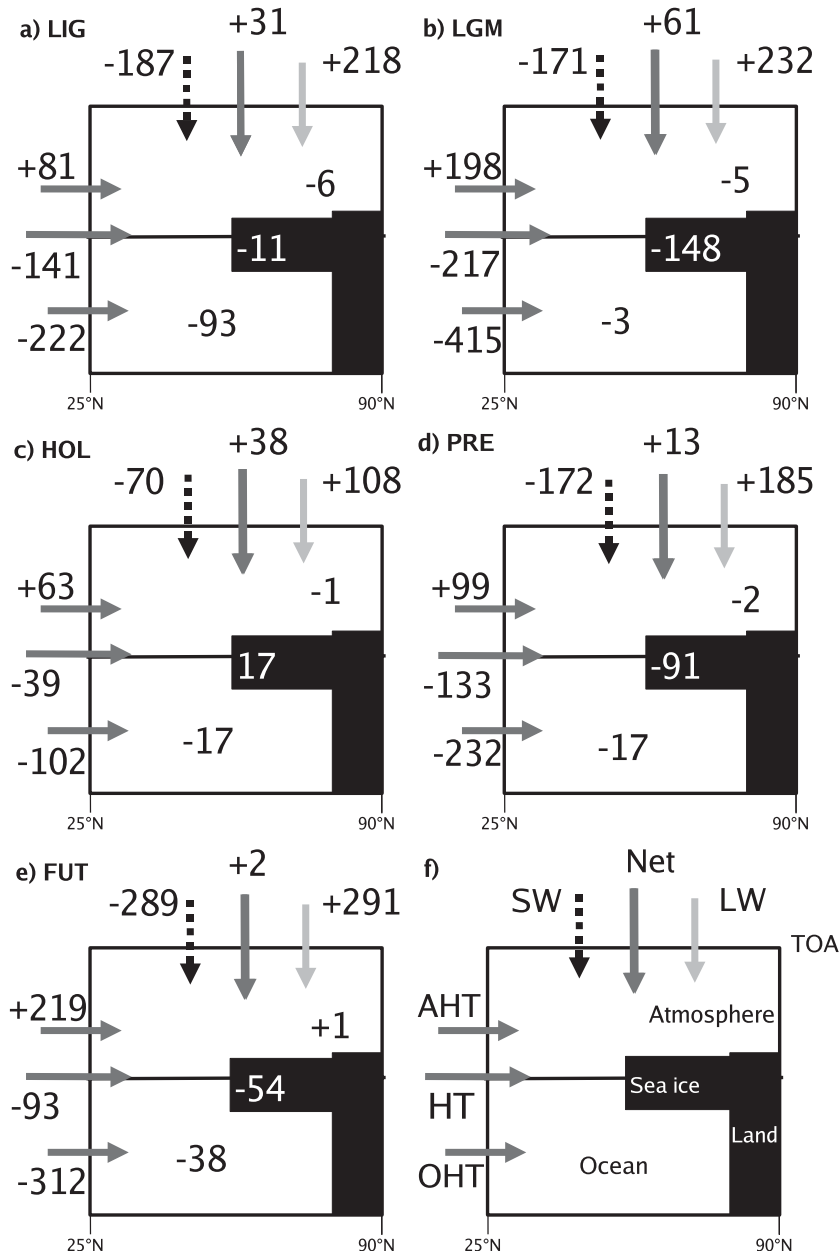 a) LIG
-187
+31
+218
+81
-6
-141
-11
-222
-93
25°N
90°N
b) LGM
-171
+61
+232
+198
-5
-217
-148
-415
-3
25°N
90°N
c) HOL
-70
+38
+108
+63
-1
-39
17
-102
-17
25°N
90°N
d) PRE
-172
+13
+185
+99
-2
-133
-91
-232
-17
25°N
90°N
e) FUT
-289
+2
+291
+219
+1
-93
-54
-312
-38
25°N
90°N
f)
SW
Net
LW
TOA
AHT
Atmosphere
HT
Sea ice
Land
OHT
Ocean
25°N
90°N